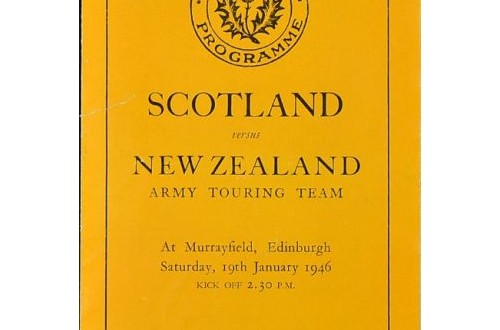 PROGRAMME
SCOTLAND
versus
NEW ZEALAND
ARMY TOURING TEAM
At Murrayfield, Edinburgh
Saturday, 19th January 1946
KICK OFF 2.30 P.M.